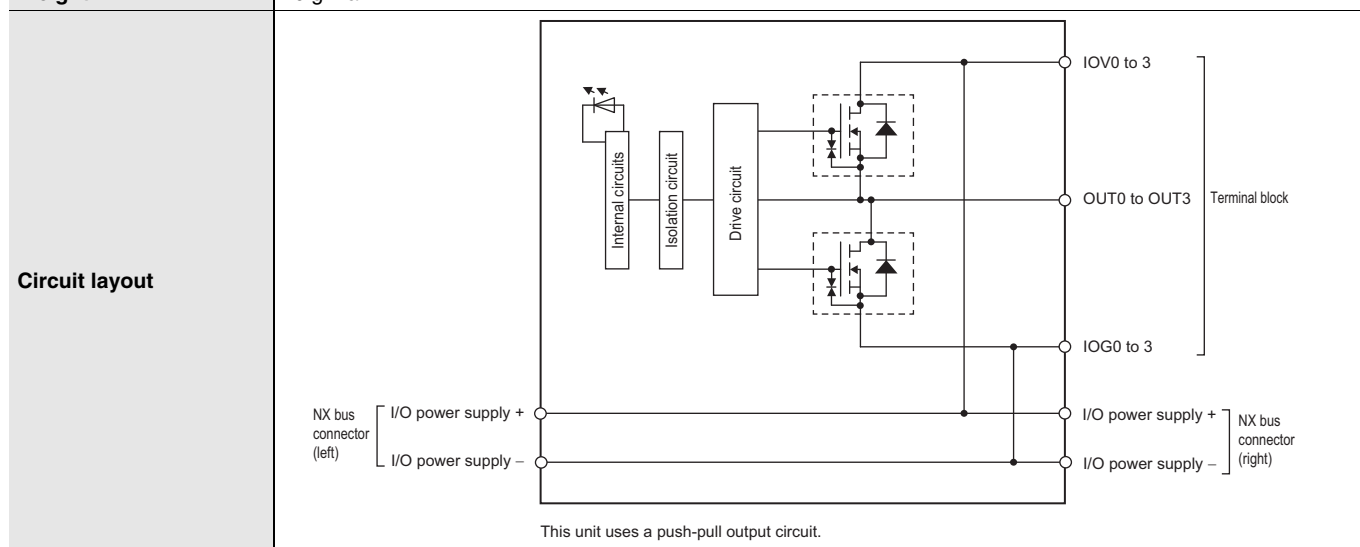 Circuit layout
IOV0 to 3
Internal circuits
Isolation circuit
Drive circuit
OUT0 to OUT3
Terminal block
IOG0 to 3
NX bus
connector
(left)
I/O power supply +
I/O power supply –
I/O power supply +
I/O power supply –
NX bus
connector
(right)
This unit uses a push-pull output circuit.